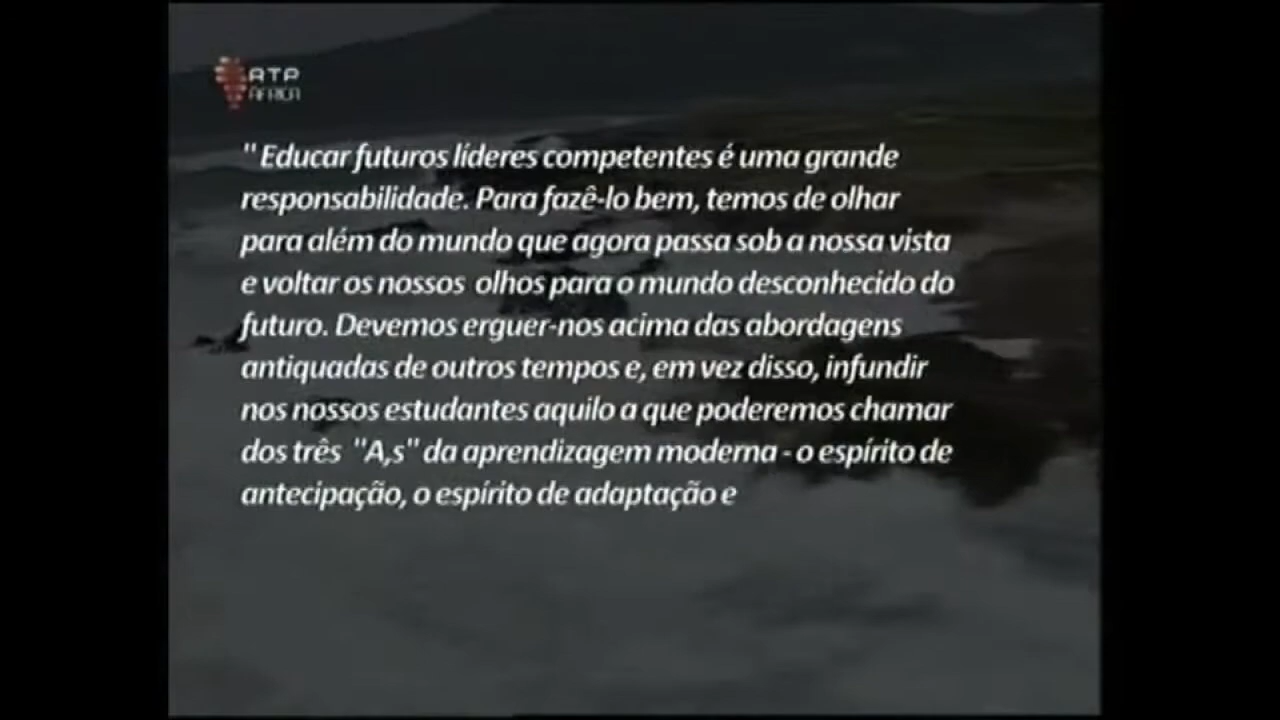 RTP
ÁFRICA
" Educar futuros líderes competentes é uma grande
responsabilidade. Para fazê-lo bem, temos de olhar
para além do mundo que agora passa sob a nossa vista
e voltar os nossos olhos para o mundo desconhecido do
futuro. Devemos erguer-nos acima das abordagens
antiquadas de outros tempos e, em vez disso, infundir
nos nossos estudantes aquilo a que poderemos chamar
dos três "A,s" da aprendizagem moderna - o espírito de
antecipação, o espírito de adaptação e